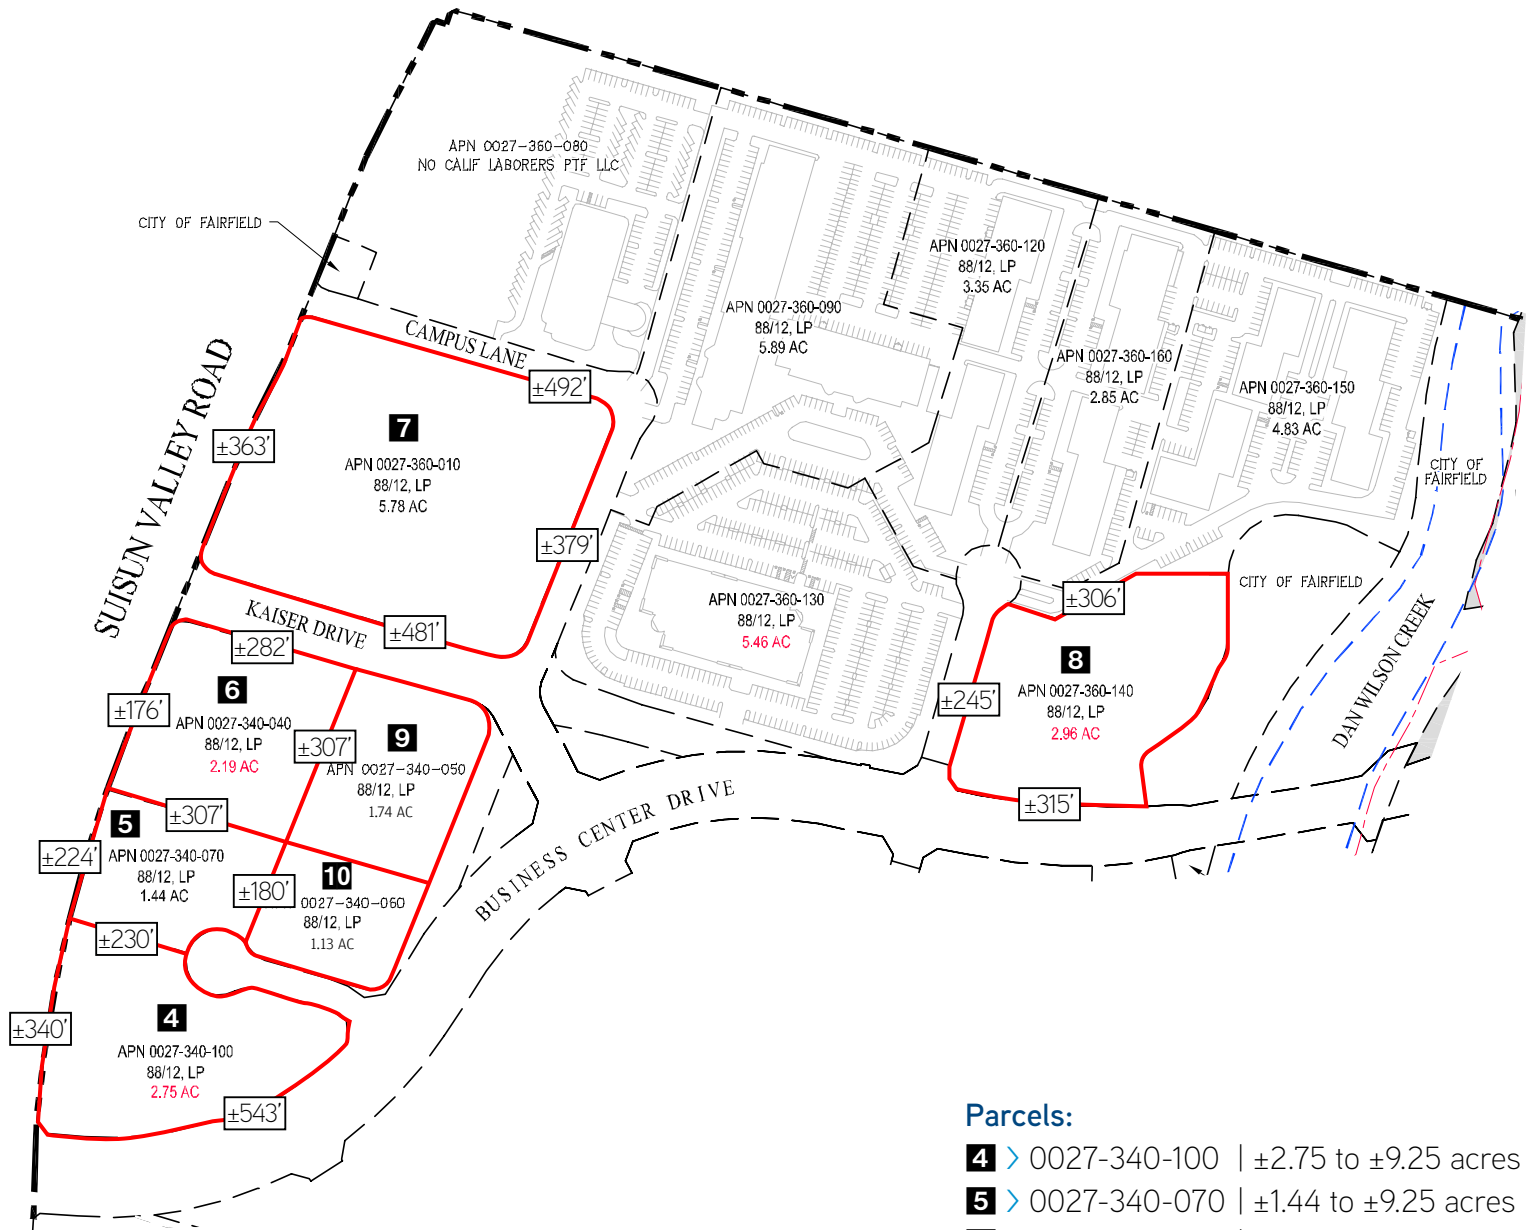 APN 0027-360-080
NO CALIF LABORERS PTF LLC
CITY OF FAIRFIELD
APN 0027-360-120
88/12, LP
3.35 AC
APN 0027-360-090
88/12, LP
5.89 AC
CAMPUS LANE
APN 0027-360-160
88/12, LP
2.85 AC
APN 0027-360-150
88/12, LP
4.83 AC
±492'
SUISUN VALLEY ROAD
±363'
7
APN 0027-360-010
88/12, LP
5.78 AC
CITY OF
FAIRFIELD
±379'
CITY OF FAIRFIELD
KAISER DRIVE
±481'
±282'
APN 0027-360-130
88/12, LP
5.46 AC
±306'
8
APN 0027-360-140
88/12, LP
2.96 AC
±245'
DAN WILSON CREEK
6
APN 0027-340-040
88/12, LP
2.19 AC
±176'
±307'
9
APN 0027-340-050
88/12, LP
1.74 AC
±315'
BUSINESS CENTER DRIVE
±307'
5
APN 0027-340-070
88/12, LP
1.44 AC
±224'
±180'
10
0027-340-060
88/12, LP
1.13 AC
±230'
4
APN 0027-340-100
88/12, LP
2.75 AC
±340'
±543'
Parcels:
4 > 0027-340-100 | ±2.75 to ±9.25 acres
5 > 0027-340-070 | ±1.44 to ±9.25 acres